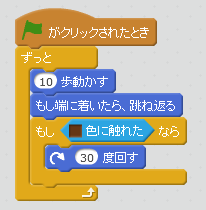 がクリックされたとき
ずっと
10 歩動かす
もし端に着いたら、跳ね返る
もし 色に触れた なら
30 度回す